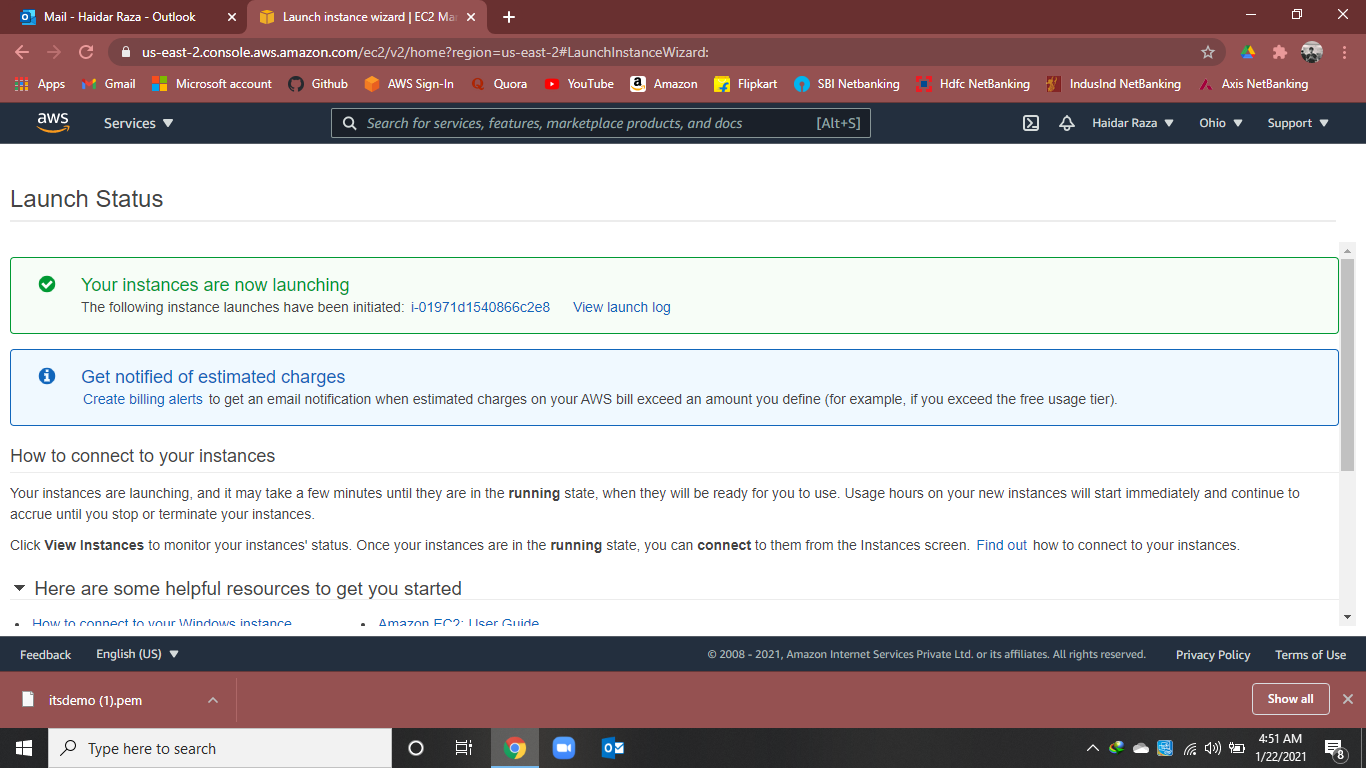 Mail - Haidar Raza - Outlook
Launch instance wizard | EC2 Ma
us-east-2.console.aws.amazon.com/ec2/v2/home?region=us-east-2#LaunchInstanceWizard:
Apps Gmail Microsoft account Github AWS Sign-In Quora YouTube Amazon Flipkart SBI Netbanking Hdfc NetBanking IndusInd NetBanking Axis NetBanking
aws Services Search for services, features, marketplace products, and docs [Alt+S] Haidar Raza Ohio Support
Launch Status
Your instances are now launching
The following instance launches have been initiated: i-01971d1540866c2e8 View launch log
Get notified of estimated charges
Create billing alerts to get an email notification when estimated charges on your AWS bill exceed an amount you define (for example, if you exceed the free usage tier).
How to connect to your instances
Your instances are launching, and it may take a few minutes until they are in the running state, when they will be ready for you to use. Usage hours on your new instances will start immediately and continue to
accrue until you stop or terminate your instances.
Click View Instances to monitor your instances' status. Once your instances are in the running state, you can connect to them from the Instances screen. Find out how to connect to your instances.
Here are some helpful resources to get you started
How to connect to your Windows instance Amazon EC2: User Guide
Feedback English (US) © 2008 - 2021, Amazon Internet Services Private Ltd. or its affiliates. All rights reserved. Privacy Policy Terms of Use
itsdemo (1).pem Show all
Type here to search
4:51 AM
1/22/2021
8